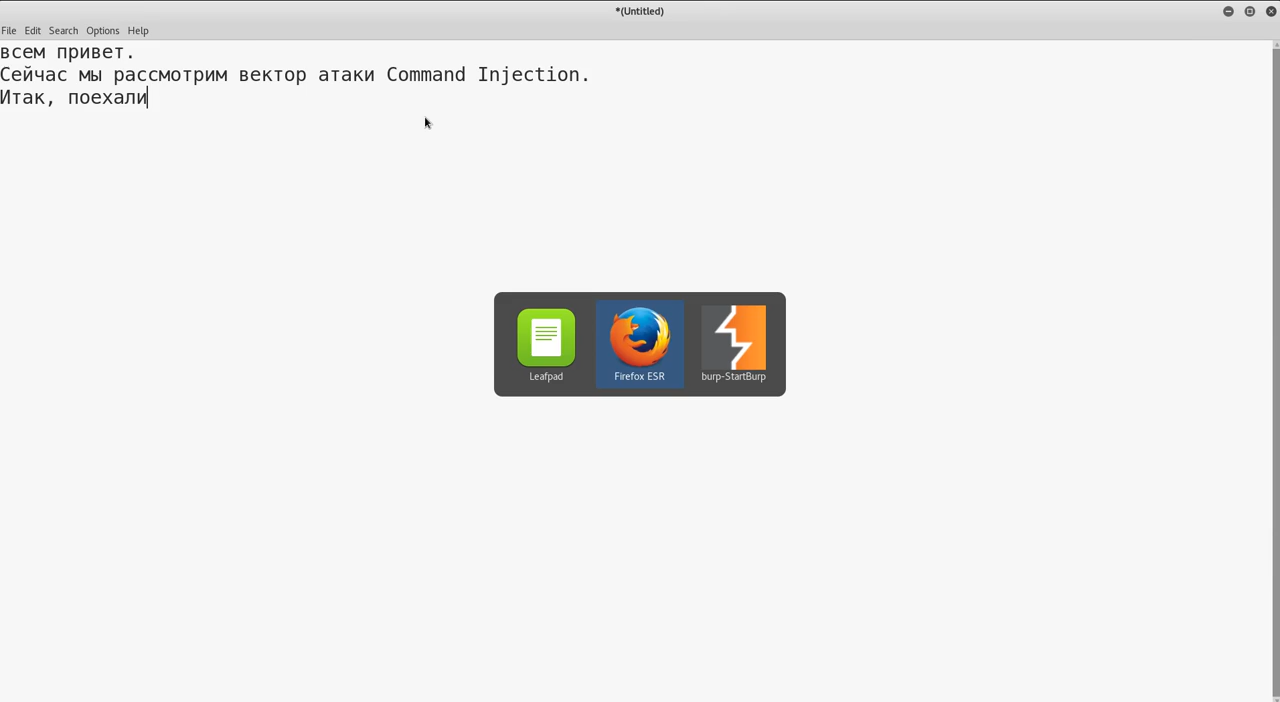 *(Untitled)
File Edit Search Options Help
всем привет.
Сейчас мы рассмотрим вектор атаки Command Injection.
Итак, поехали
Leafpad Firefox ESR burp-StartBurp